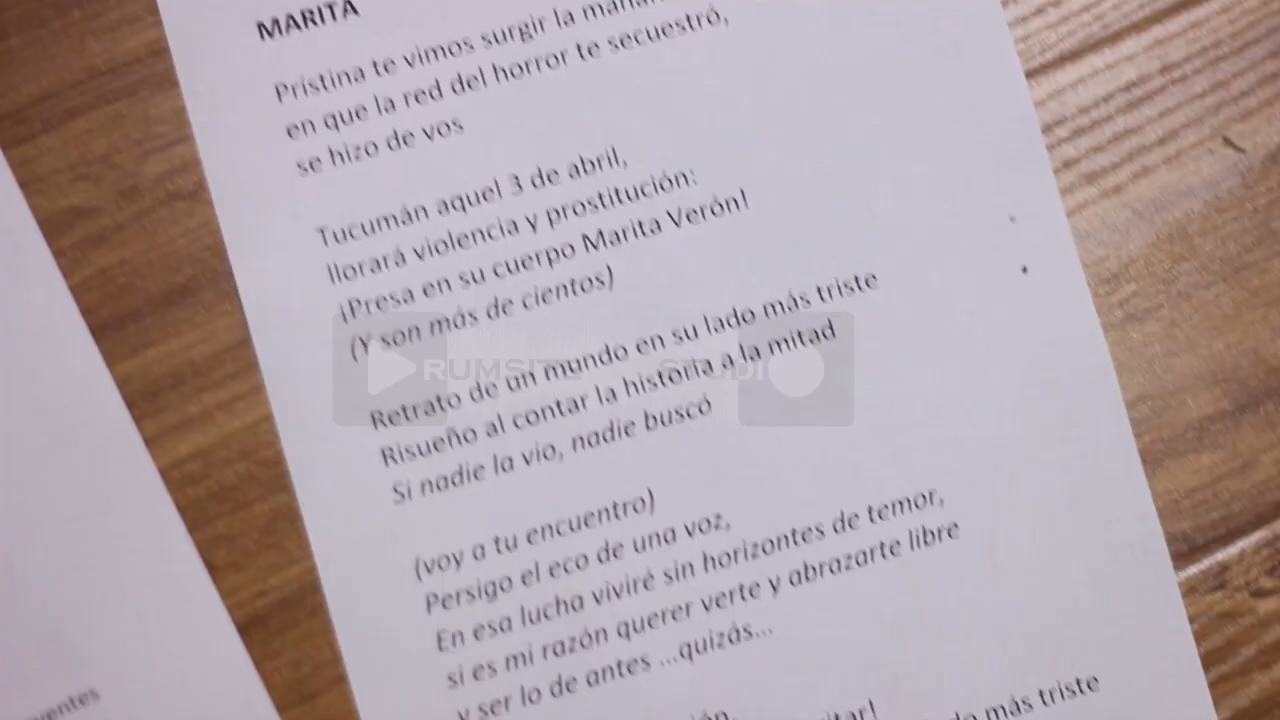 MARITA
Prístina te vimos surgir la
en que la red del horror te secuestró,
se hizo de vos
Tucumán aquel 3 de abril,
llorará violencia y prostitución:
¡Presa en su cuerpo Marita Verón!
(Y son más de cientos)
Retrato de un mundo en su lado más triste
Risueño al contar la historia a la mitad
Si nadie la vio, nadie buscó
(voy a tu encuentro)
Persigo el eco de una voz,
En esa lucha viviré sin horizontes de temor,
si es mi razón querer verte y abrazarte libre
y ser lo de antes ...quizás...
más triste